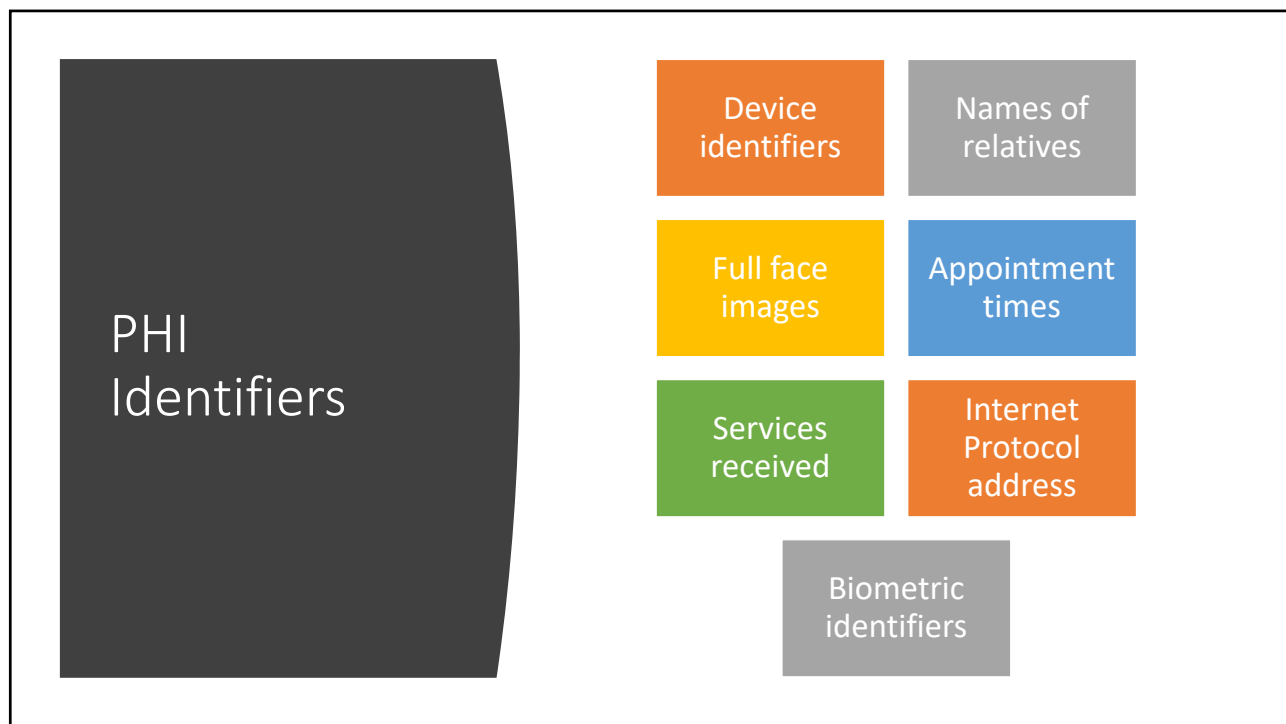 PHI
Identifiers
Device
identifiers
Names of
relatives
Full face
images
Appointment
times
Services
received
Internet
Protocol
address
Biometric
identifiers